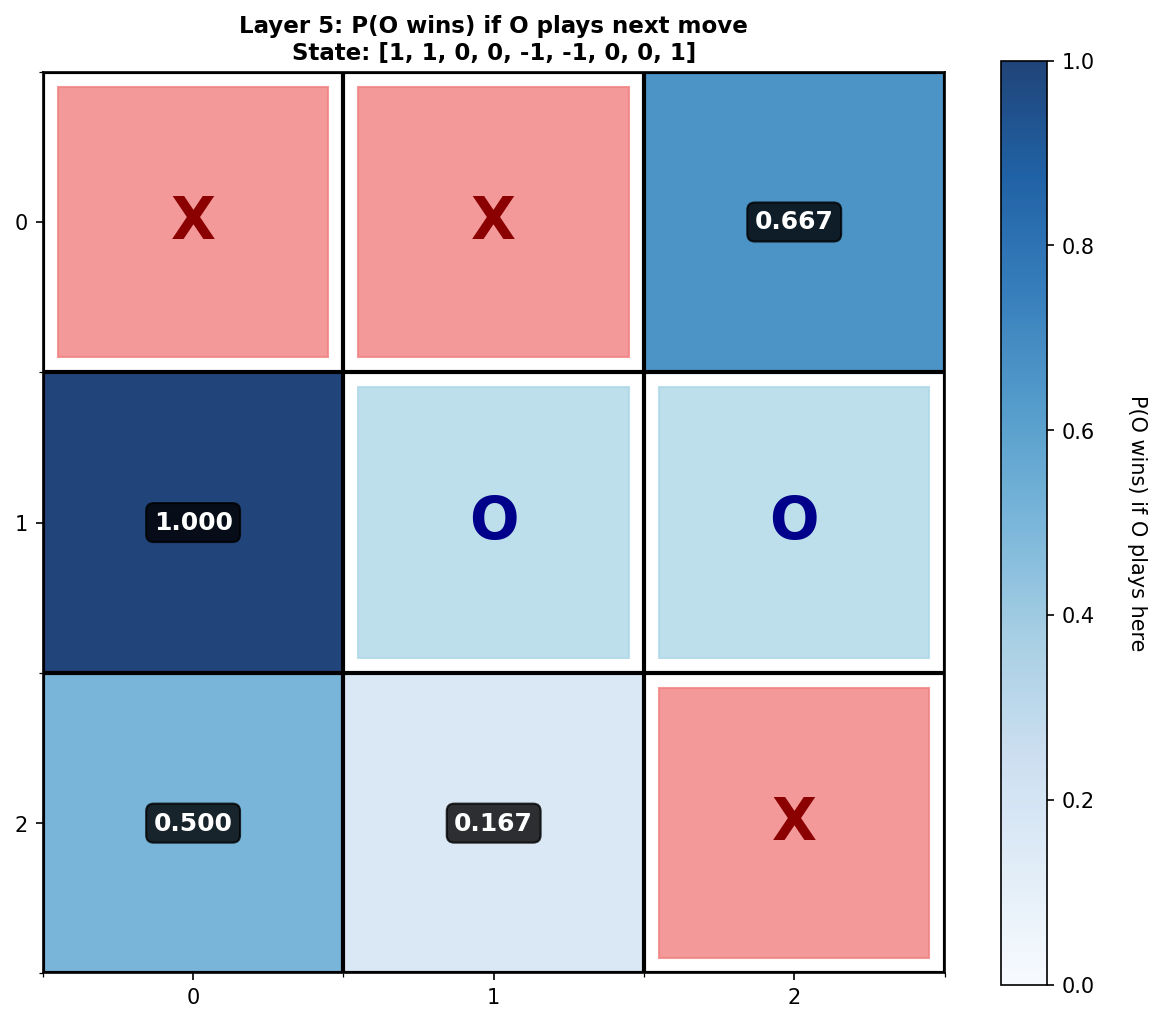 Layer 5: P(O wins) if O plays next move
State: [1, 1, 0, 0, -1, -1, 0, 0, 1]
0
X
X
0.667
1
1.000
O
O
2
0.500
0.167
X
0
1
2
1.0
0.8
0.6
0.4
0.2
0.0
P(O wins) if O plays here